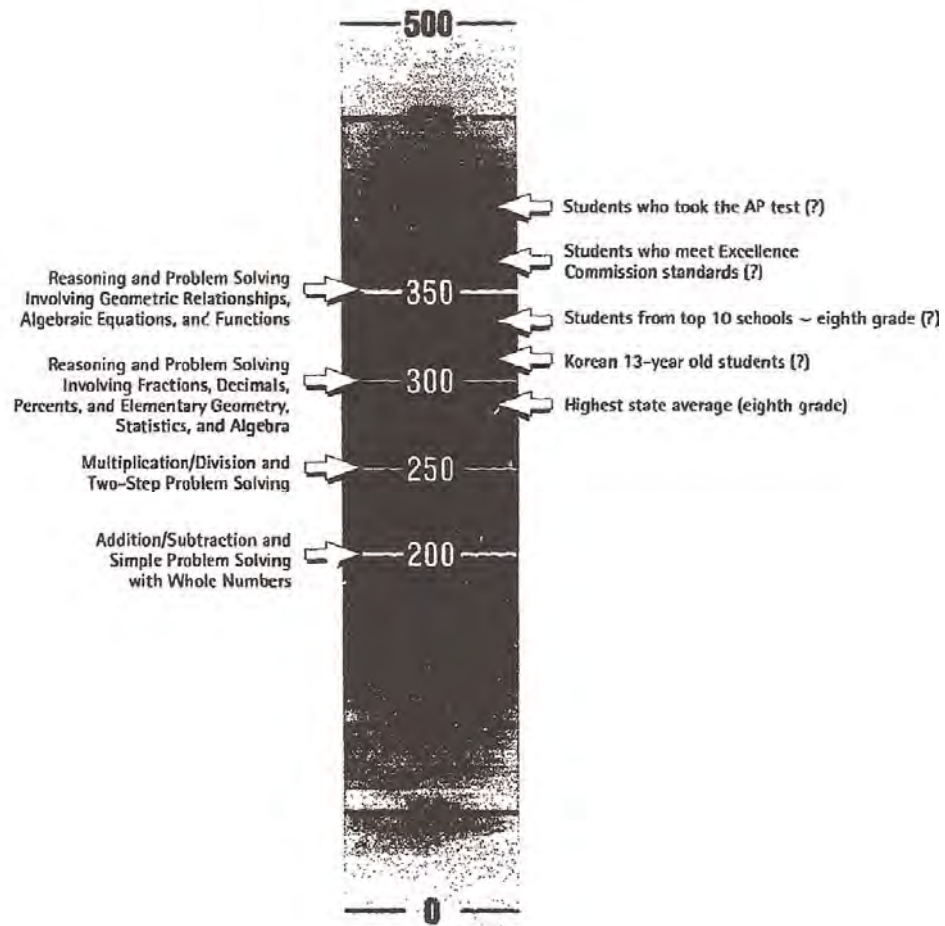 500
Students who took the AP test (?)
Students who meet Excellence
Commission standards (?)
Reasoning and Problem Solving
Involving Geometric Relationships,
Algebraic Equations, and Functions
350
Students from top 10 schools ~ eighth grade (?)
Korean 13-year old students (?)
Reasoning and Problem Solving
Involving Fractions, Decimals,
Percents, and Elementary Geometry,
Statistics, and Algebra
300
Highest state average (eighth grade)
Multiplication/Division and
Two-Step Problem Solving
250
Addition/Subtraction and
Simple Problem Solving
with Whole Numbers
200
0